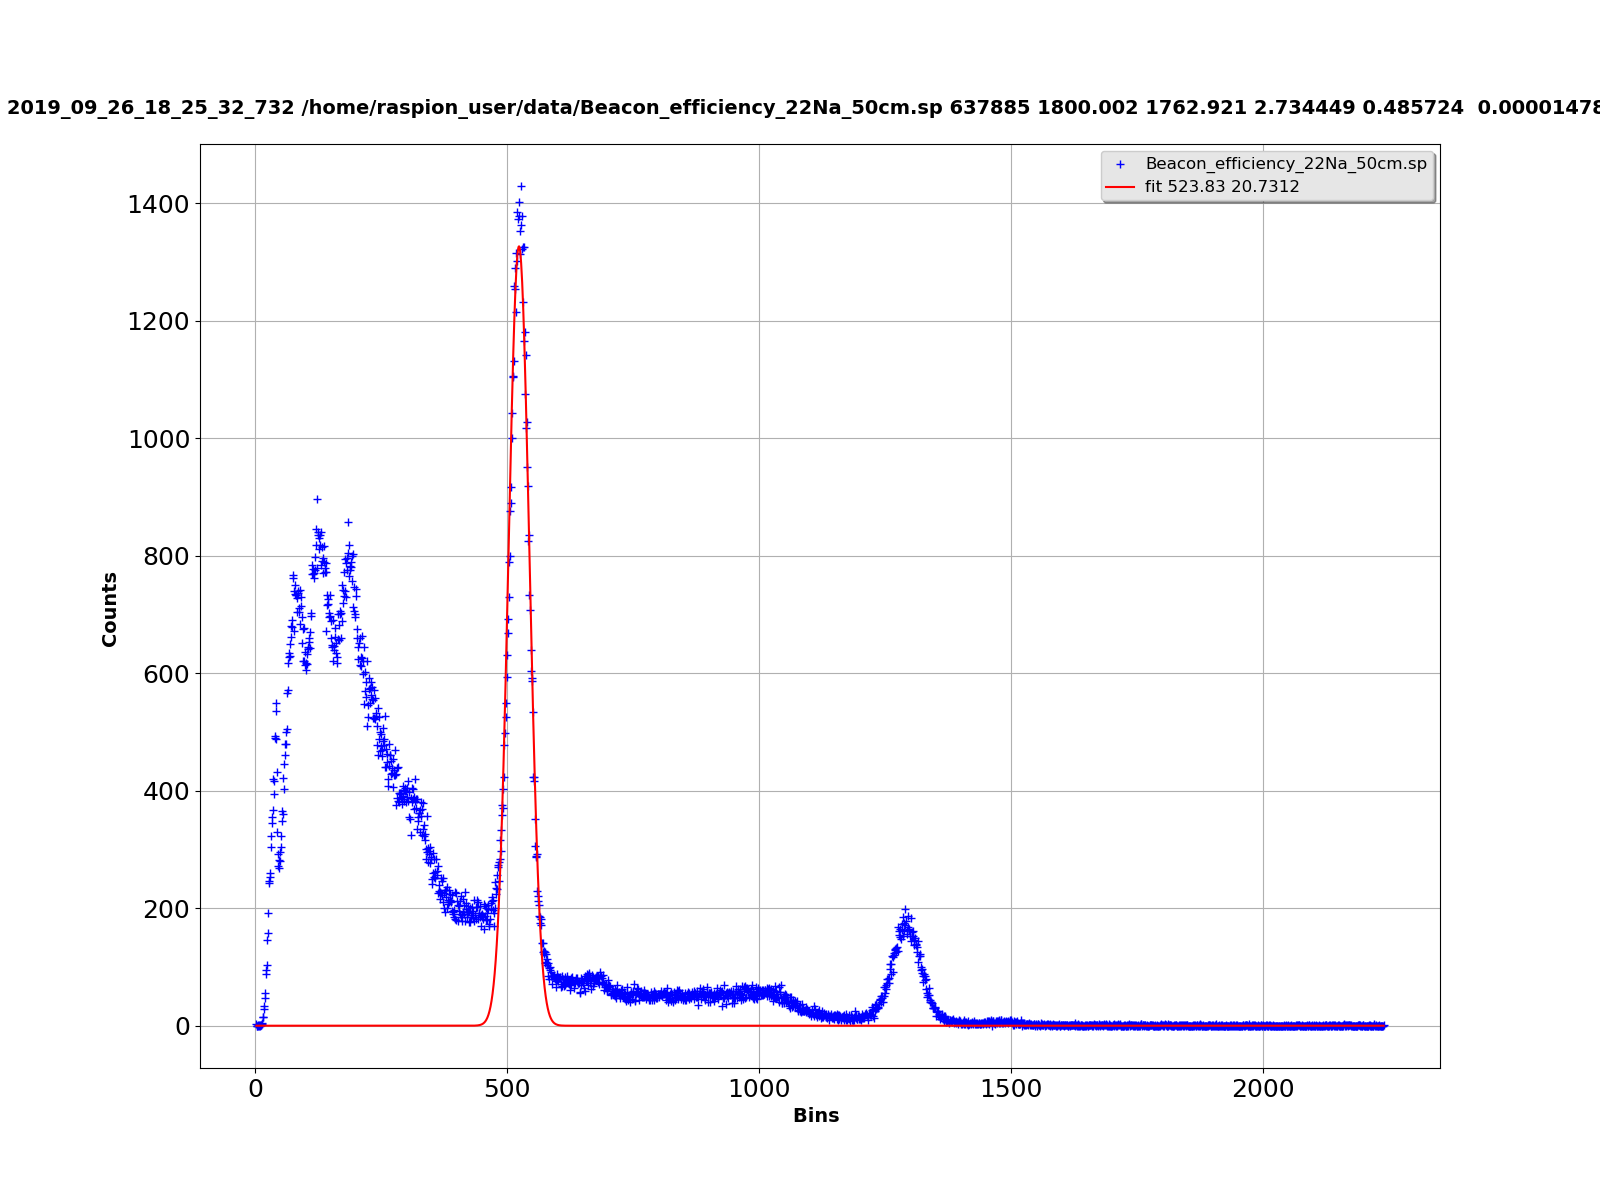 2019_09_26_18_25_32_732 /home/raspion_user/data/Beacon_efficiency_22Na_50cm.sp 637885 1800.002 1762.921 2.734449 0.485724  0.00001478
Beacon_efficiency_22Na_50cm.sp
fit 523.83 20.7312
1400
1200
1000
800
600
400
200
0
Counts
0 500 1000 1500 2000
Bins